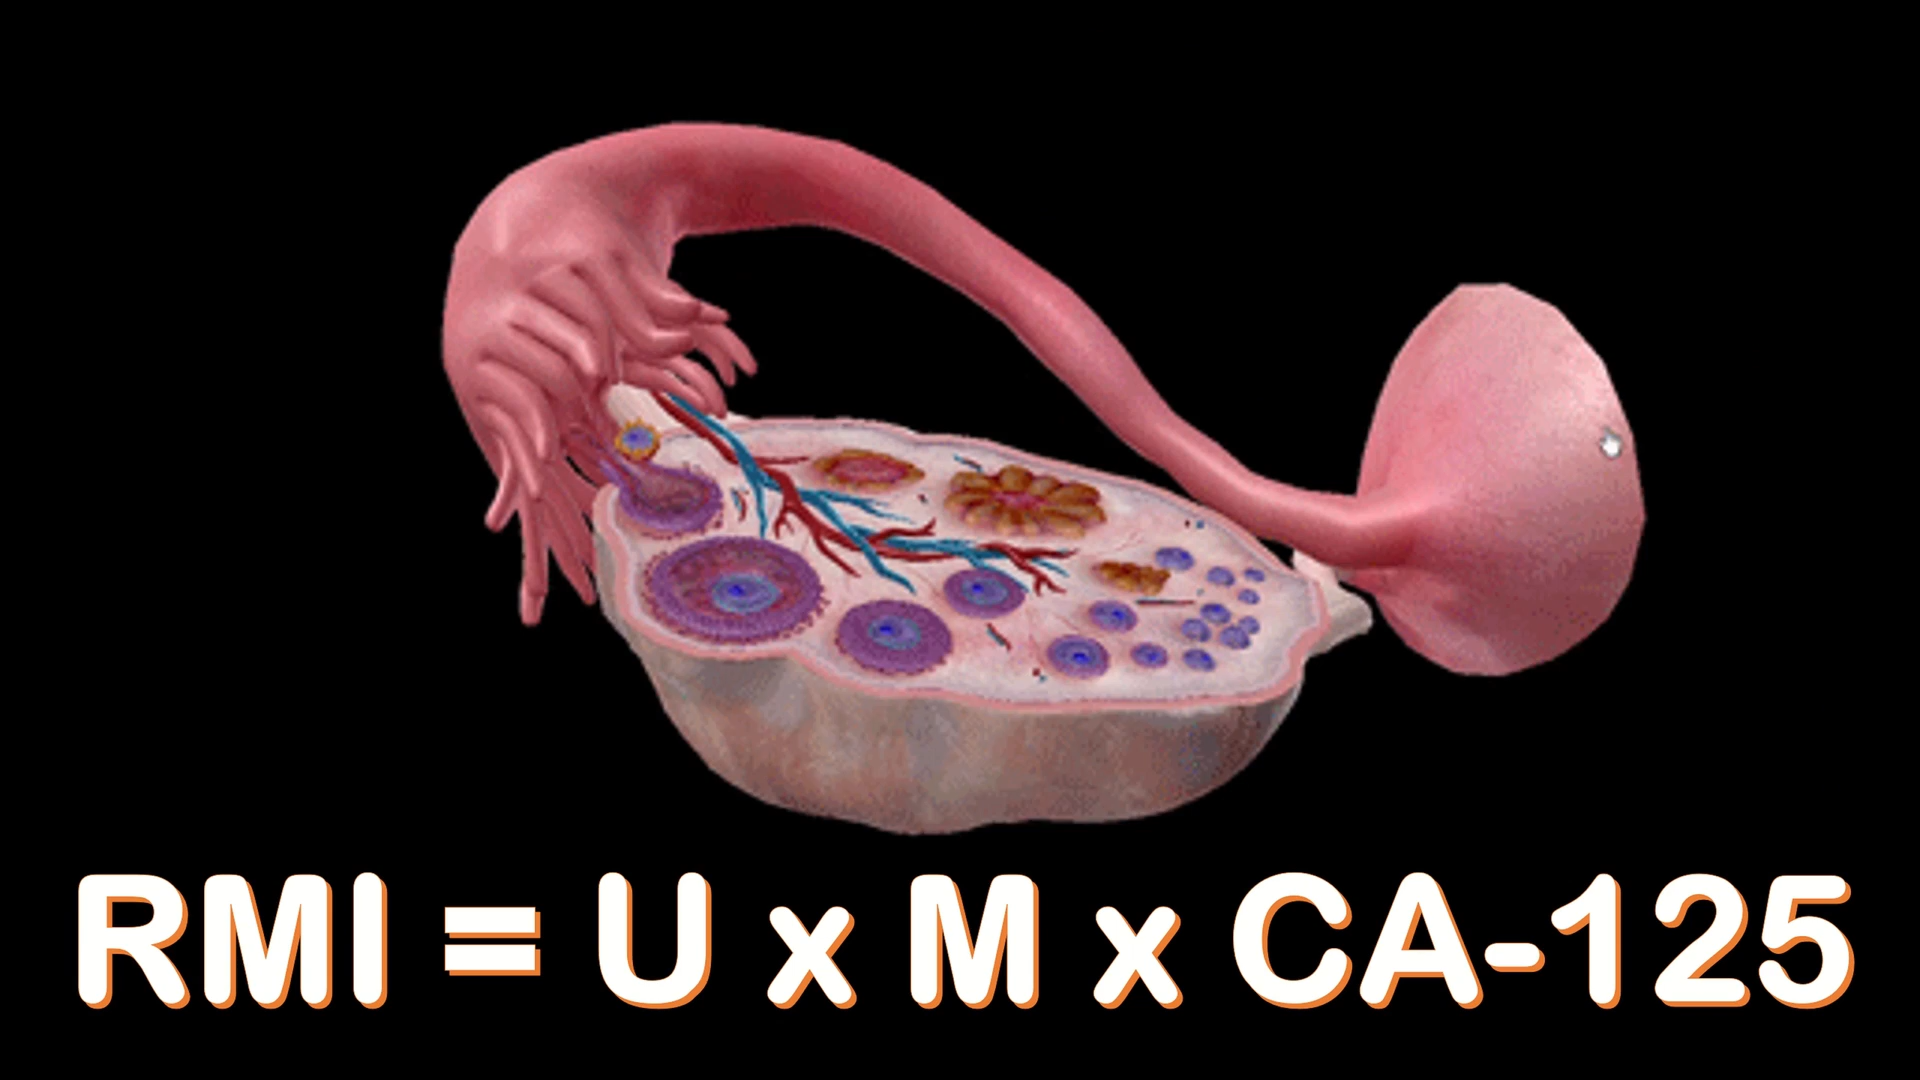 RMI = U x M x CA-125